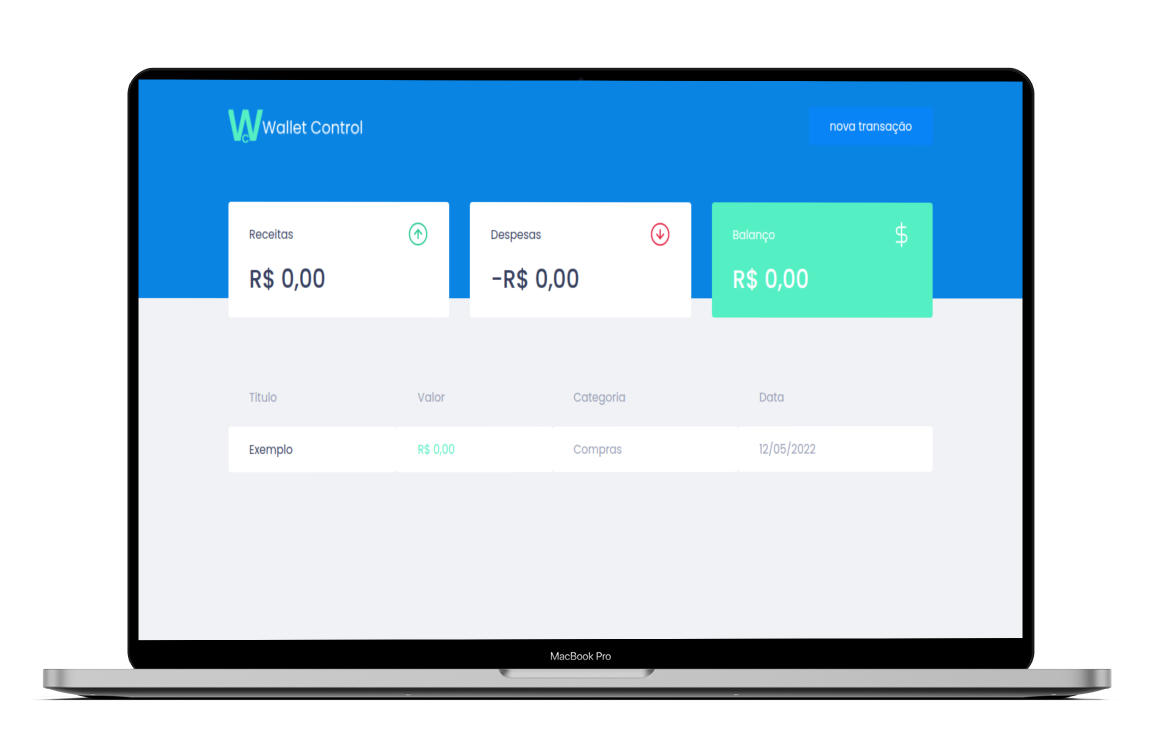 WC Wallet Control
nova transação
Receitas
R$ 0,00
Despesas
-R$ 0,00
Balanço
$
R$ 0,00
Título Valor Categoria Data
Exemplo R$ 0,00 Compras 12/05/2022
MacBook Pro